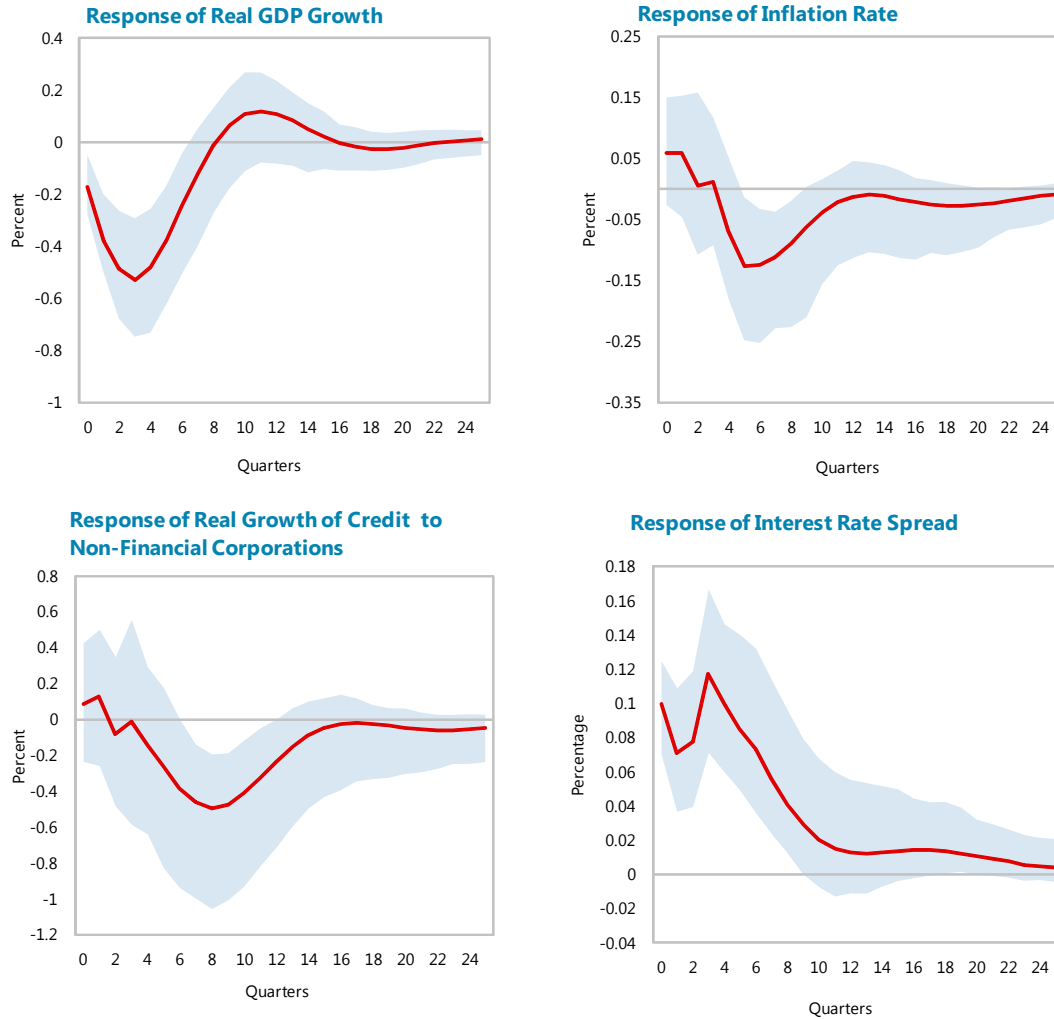 Response of Real GDP Growth
0.4
0.2
0
-0.2
-0.4
-0.6
-0.8
-1
Percent
0 2 4 6 8 10 12 14 16 18 20 22 24
Quarters
Response of Inflation Rate
0.25
0.15
0.05
-0.05
-0.15
-0.25
-0.35
Percent
0 2 4 6 8 10 12 14 16 18 20 22 24
Quarters
Response of Real Growth of Credit to
Non-Financial Corporations
0.8
0.6
0.4
0.2
0
-0.2
-0.4
-0.6
-0.8
-1
-1.2
Percent
0 2 4 6 8 10 12 14 16 18 20 22 24
Quarters
Response of Interest Rate Spread
0.18
0.16
0.14
0.12
0.1
0.08
0.06
0.04
0.02
0
-0.02
-0.04
Percentage
0 2 4 6 8 10 12 14 16 18 20 22 24
Quarters